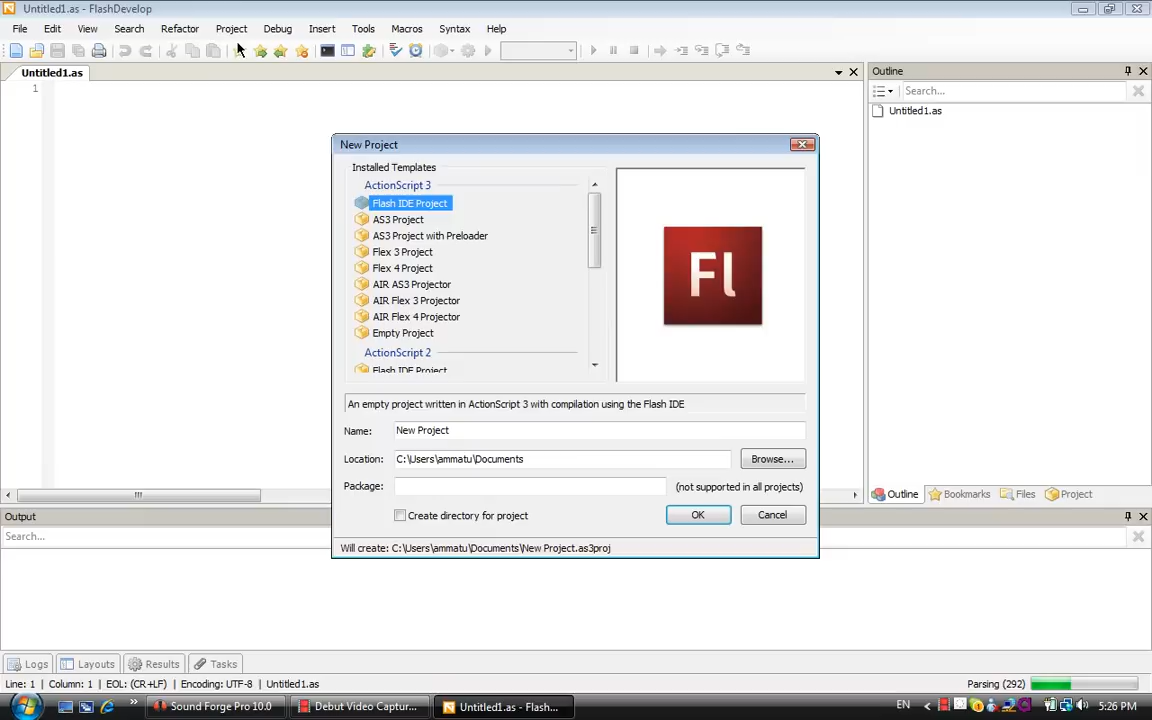 Untitled1.as - FlashDevelop
File Edit View Search Refactor Project Debug Insert Tools Macros Syntax Help
Untitled1.as
1
Outline
Search...
Untitled1.as
New Project
Installed Templates
ActionScript 3
Flash IDE Project
AS3 Project
AS3 Project with Preloader
Flex 3 Project
Flex 4 Project
AIR AS3 Projector
AIR Flex 3 Projector
AIR Flex 4 Projector
Empty Project
ActionScript 2
Flash IDE Project
Fl
An empty project written in ActionScript 3 with compilation using the Flash IDE
Name: New Project
Location: C:\Users\ammatu\Documents Browse...
Package: (not supported in all projects)
Create directory for project OK Cancel
Will create: C:\Users\ammatu\Documents\New Project.as3proj
Outline Bookmarks Files Project
Output
Search...
Logs Layouts Results Tasks
Line: 1 Column: 1 EOL: (CR+LF) Encoding: UTF-8 Untitled1.as Parsing (292)
Sound Forge Pro 10.0 Debut Video Captur... Untitled1.as - Flash... EN 5:26 PM